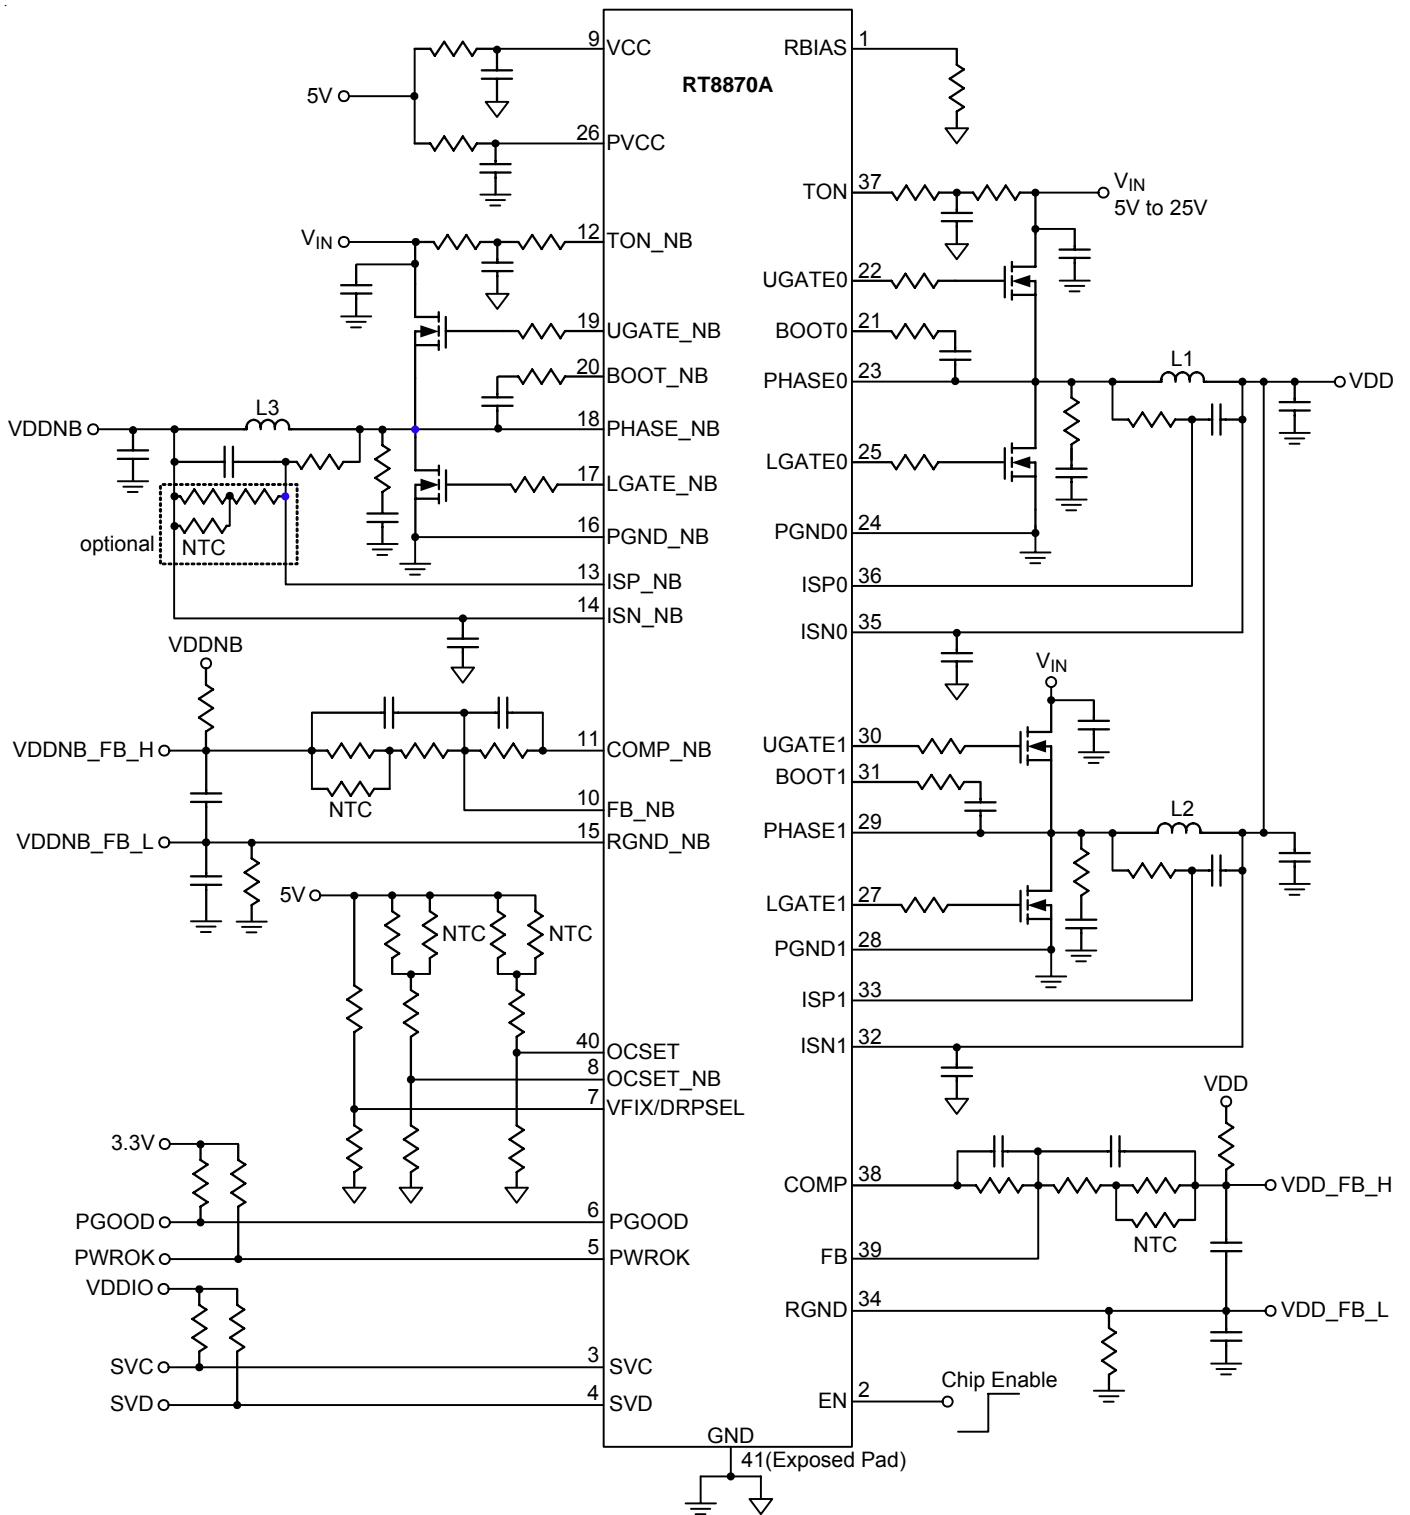 RT8870A
9 VCC
5V
26 PVCC
VIN
12 TON_NB
19 UGATE_NB
20 BOOT_NB
L3
VDDNB
18 PHASE_NB
17 LGATE_NB
16 PGND_NB
optional
NTC
13 ISP_NB
14 ISN_NB
VDDNB
VDDNB_FB_H
11 COMP_NB
NTC
10 FB_NB
VDDNB_FB_L
15 RGND_NB
5V
NTC
NTC
40 OCSET
8 OCSET_NB
7 VFIX/DRPSEL
3.3V
PGOOD
6 PGOOD
PWROK
5 PWROK
VDDIO
SVC
3 SVC
SVD
4 SVD
RBIAS 1
TON 37
VIN
5V to 25V
UGATE0 22
BOOT0 21
L1
PHASE0 23
VDD
LGATE0 25
PGND0 24
ISP0 36
ISN0 35
VIN
UGATE1 30
BOOT1 31
L2
PHASE1 29
LGATE1 27
PGND1 28
ISP1 33
ISN1 32
VDD
COMP 38
VDD_FB_H
NTC
FB 39
RGND 34
VDD_FB_L
Chip Enable
EN 2
GND
41(Exposed Pad)